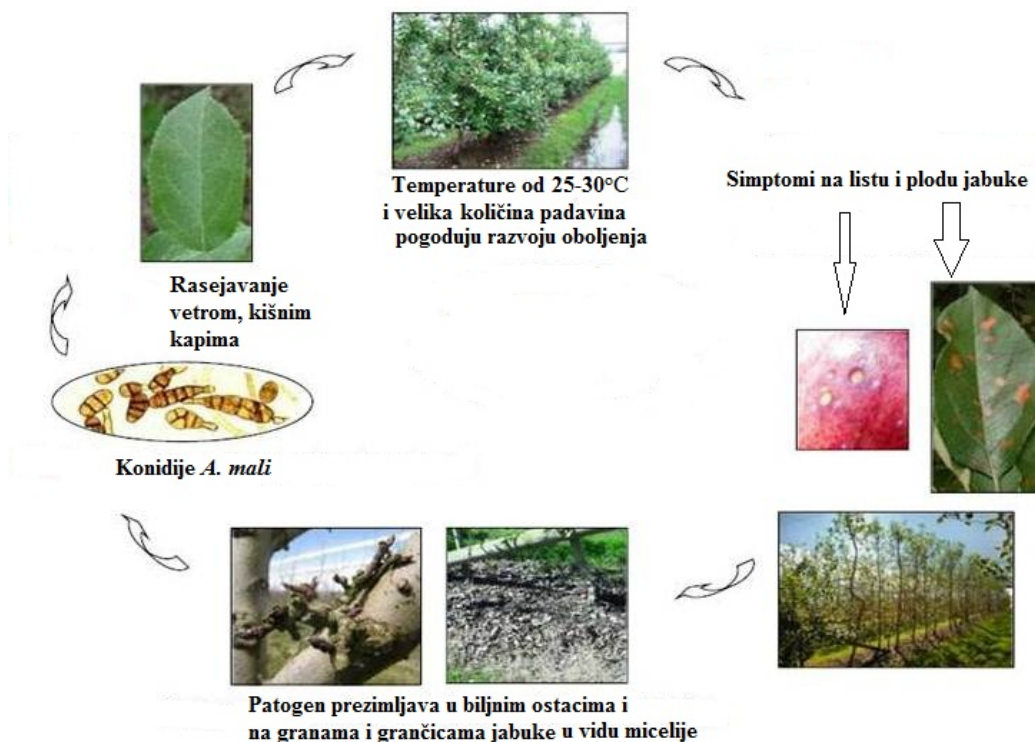 Temperature od 25-30°C
i velika količina padavina
pogoduju razvoju oboljenja
Simptomi na listu i plodu jabuke
Rasejavanje
vetrom, kišnim
kapima
Konidije A. mali
Patogen prezimljava u biljnim ostacima i
na granama i grančicama jabuke u vidu micelije